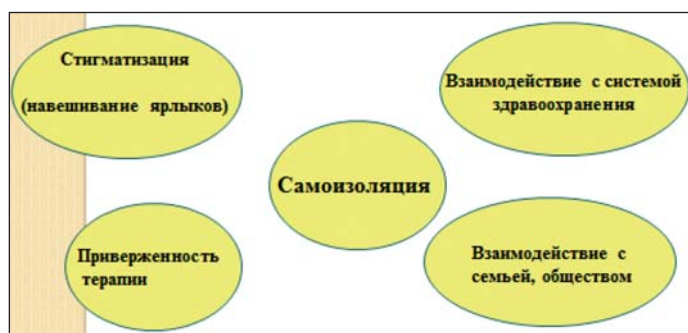 Стигматизация
(навешивание ярлыков)
Взаимодействие с системой
здравоохранения
Самоизоляция
Приверженность
терапии
Взаимодействие с
семьей, обществом